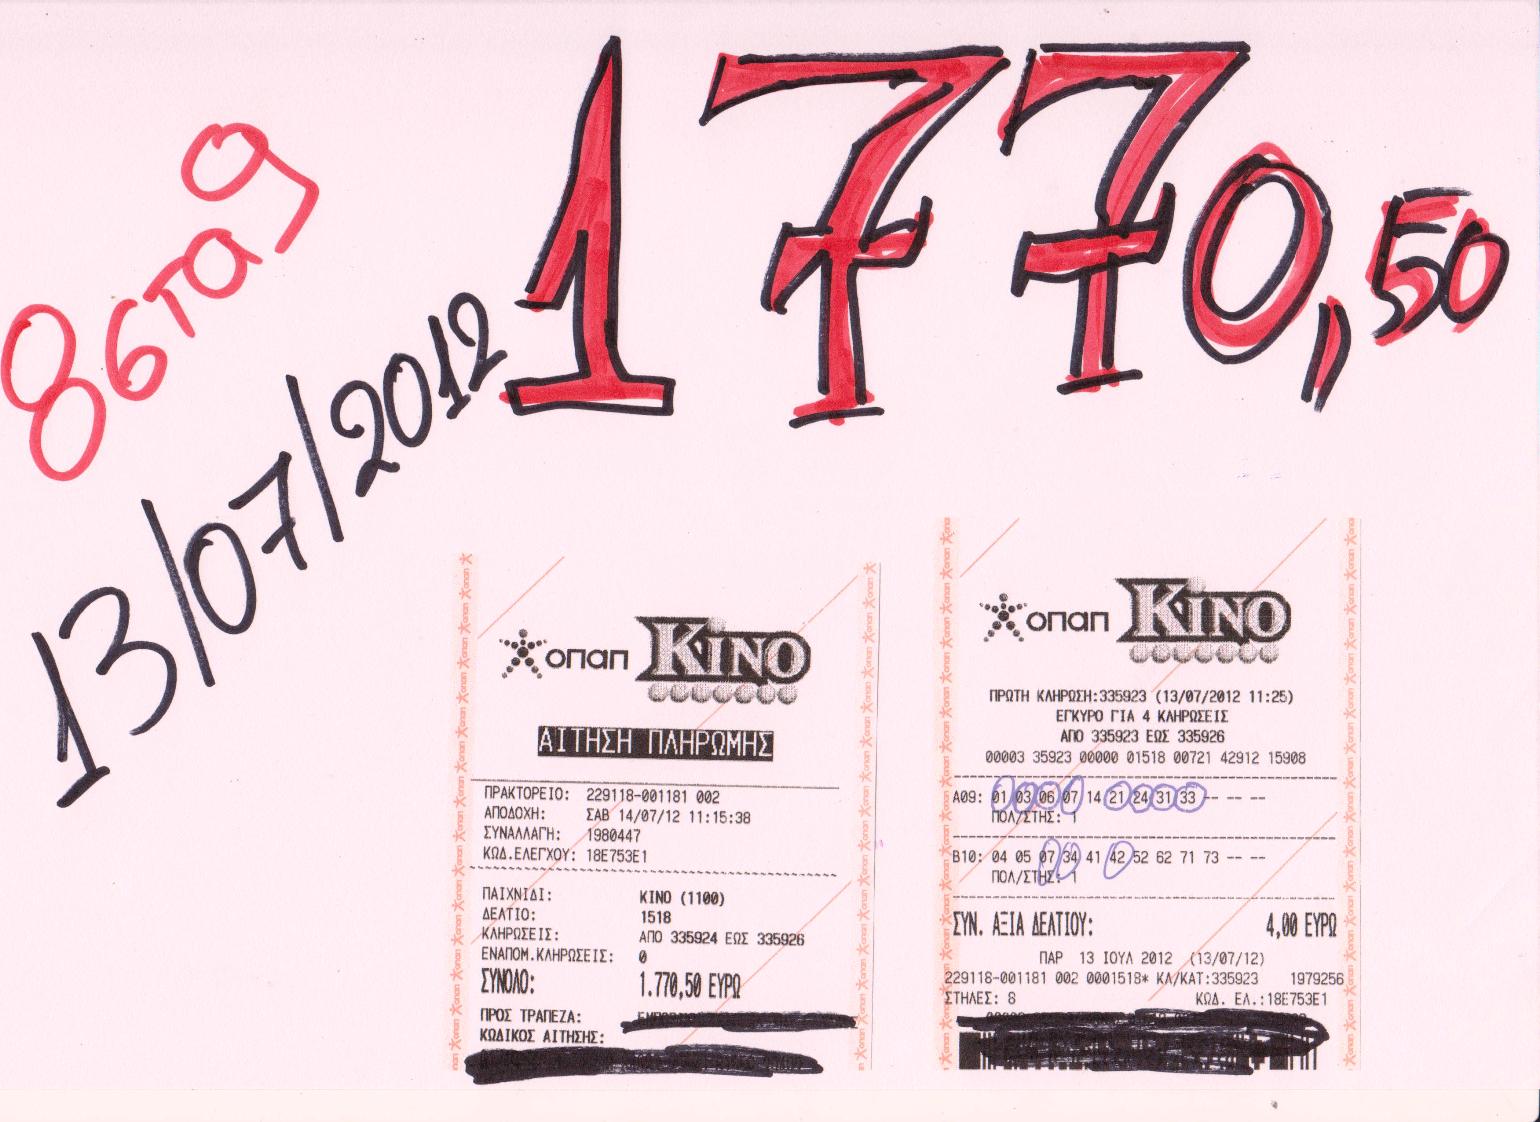 1770,50
8 στα 9
13/07/2012
οπαπ ΚΙΝΟ
ΑΙΤΗΣΗ ΠΛΗΡΩΜΗΣ
ΠΡΑΚΤΟΡΕΙΟ: 229118-001181 002
ΑΠΟΔΟΧΗ: ΣΑΒ 14/07/12 11:15:38
ΣΥΝΑΛΛΑΓΗ: 1980447
ΚΩΔ.ΕΛΕΓΧΟΥ: 18E753E1
ΠΑΙΧΝΙΔΙ: ΚΙΝΟ (1100)
ΔΕΛΤΙΟ: 1518
ΚΛΗΡΩΣΕΙΣ: ΑΠΟ 335924 ΕΩΣ 335926
ΕΝΑΠΟΜ.ΚΛΗΡΩΣΕΙΣ: 0
ΣΥΝΟΛΟ: 1.770,50 ΕΥΡΩ
ΠΡΟΣ ΤΡΑΠΕΖΑ:
ΚΩΔΙΚΟΣ ΑΙΤΗΣΗΣ:
οπαπ ΚΙΝΟ
ΠΡΩΤΗ ΚΛΗΡΩΣΗ:335923 (13/07/2012 11:25)
ΕΓΚΥΡΟ ΓΙΑ 4 ΚΛΗΡΩΣΕΙΣ
ΑΠΟ 335923 ΕΩΣ 335926
00003 35923 00000 01518 00721 42912 15908
A09: 01 03 06 07 14 21 24 31 33 -- -- --
ΠΟΛ/ΣΤΗΣ: 1
B10: 04 05 07 34 41 42 52 62 71 73 -- --
ΠΟΛ/ΣΤΗΣ: 1
ΣΥΝ. ΑΞΙΑ ΔΕΛΤΙΟΥ: 4,00 ΕΥΡΩ
ΠΑΡ 13 ΙΟΥΛ 2012 (13/07/12)
229118-001181 002 0001518* ΚΛ/ΚΑΤ:335923 1979256
ΣΤΗΛΕΣ: 8 ΚΩΔ. ΕΛ.:18E753E1